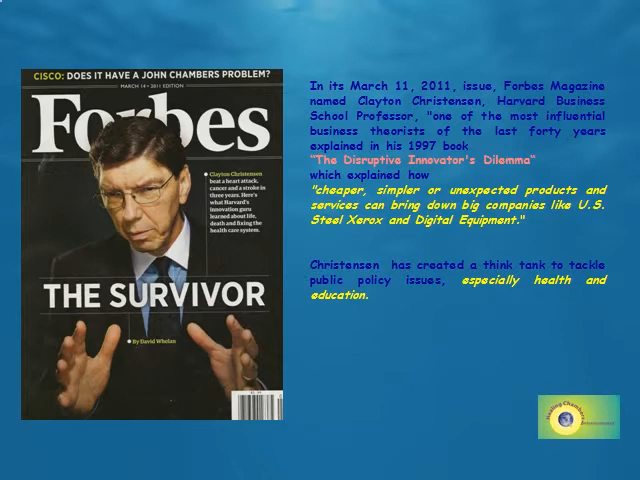 CISCO: DOES IT HAVE A JOHN CHAMBERS PROBLEM?
MARCH 14 • 2011 EDITION
Forbes
Clayton Christensen
beat a heart attack,
cancer and a stroke in
three years. Here's
what Harvard's
innovation guru
learned about life,
death and fixing the
health care system.
THE SURVIVOR
By David Whelan
In its March 11, 2011, issue, Forbes Magazine
named Clayton Christensen, Harvard Business
School Professor, "one of the most influential
business theorists of the last forty years
explained in his 1997 book
“The Disruptive Innovator's Dilemma“
which explained how
"cheaper, simpler or unexpected products and
services can bring down big companies like U.S.
Steel Xerox and Digital Equipment."
Christensen has created a think tank to tackle
public policy issues, especially health and
education.
Healing Chambers
International